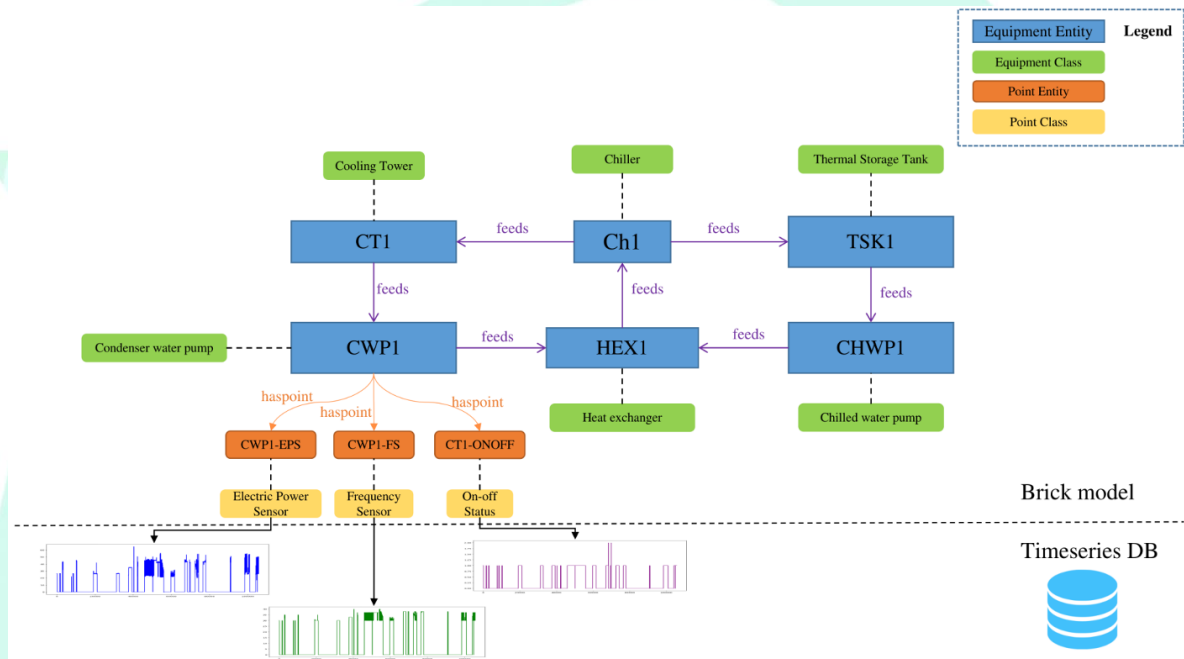 Equipment Entity
Legend
Equipment Class
Point Entity
Point Class
Cooling Tower
Chiller
Thermal Storage Tank
CT1
feeds
Ch1
feeds
TSK1
feeds
feeds
feeds
Condenser water pump
CWP1
feeds
HEX1
feeds
CHWP1
haspoint
haspoint
haspoint
Heat exchanger
Chilled water pump
CWP1-EPS
CWP1-FS
CT1-ONOFF
Electric Power
Sensor
Frequency
Sensor
On-off
Status
Brick model
Timeseries DB